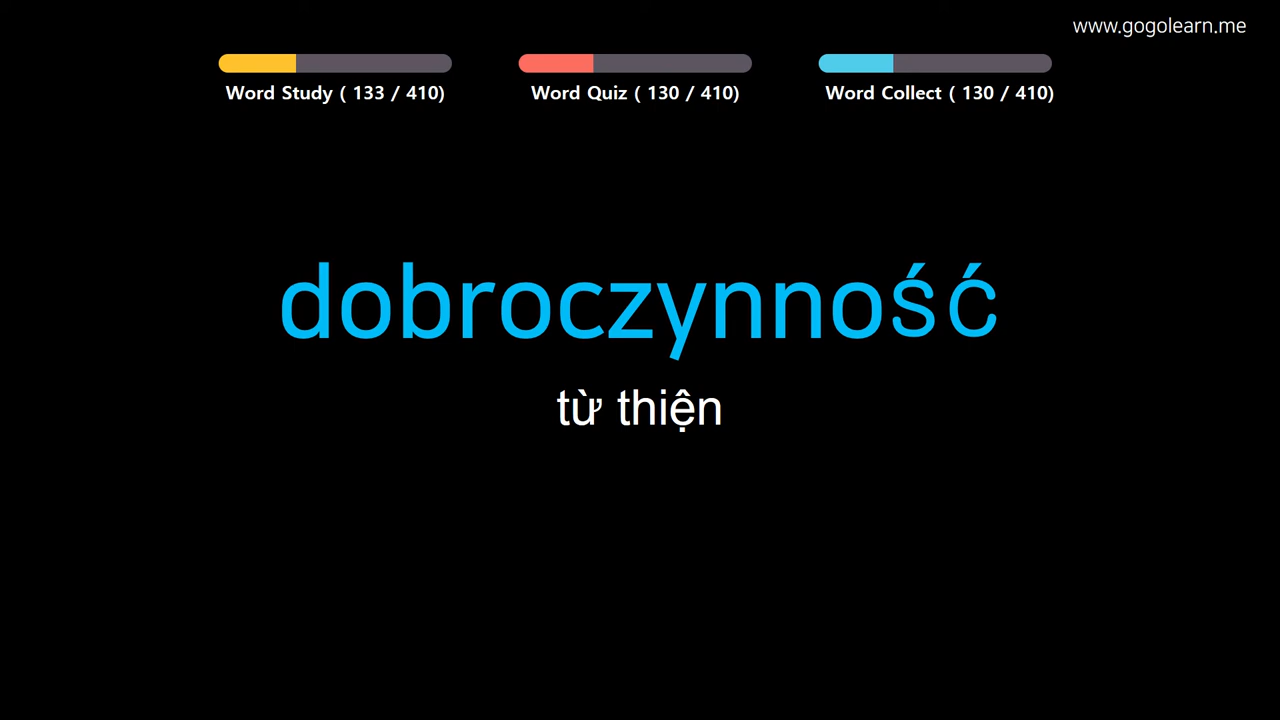 www.gogolearn.me
Word Study ( 133 / 410)
Word Quiz ( 130 / 410)
Word Collect ( 130 / 410)
dobroczynność
từ thiện